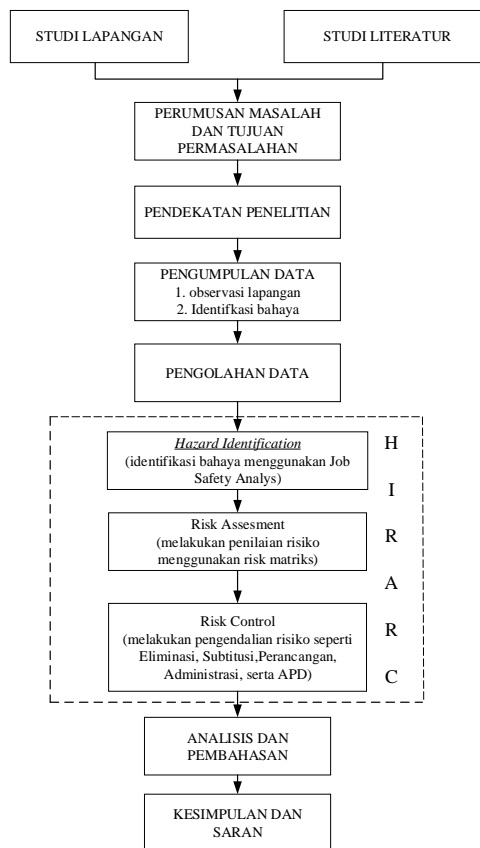 STUDI LAPANGAN
STUDI LITERATUR
PERUMUSAN MASALAH
DAN TUJUAN
PERMASALAHAN
PENDEKATAN PENELITIAN
PENGUMPULAN DATA
1. observasi lapangan
2. Identifkasi bahaya
PENGOLAHAN DATA
Hazard Identification
(identifikasi bahaya menggunakan Job
Safety Analys)
Risk Assesment
(melakukan penilaian risiko
menggunakan risk matriks)
Risk Control
(melakukan pengendalian risiko seperti
Eliminasi, Subtitusi,Perancangan,
Administrasi, serta APD)
H
I
R
A
R
C
ANALISIS DAN
PEMBAHASAN
KESIMPULAN DAN
SARAN